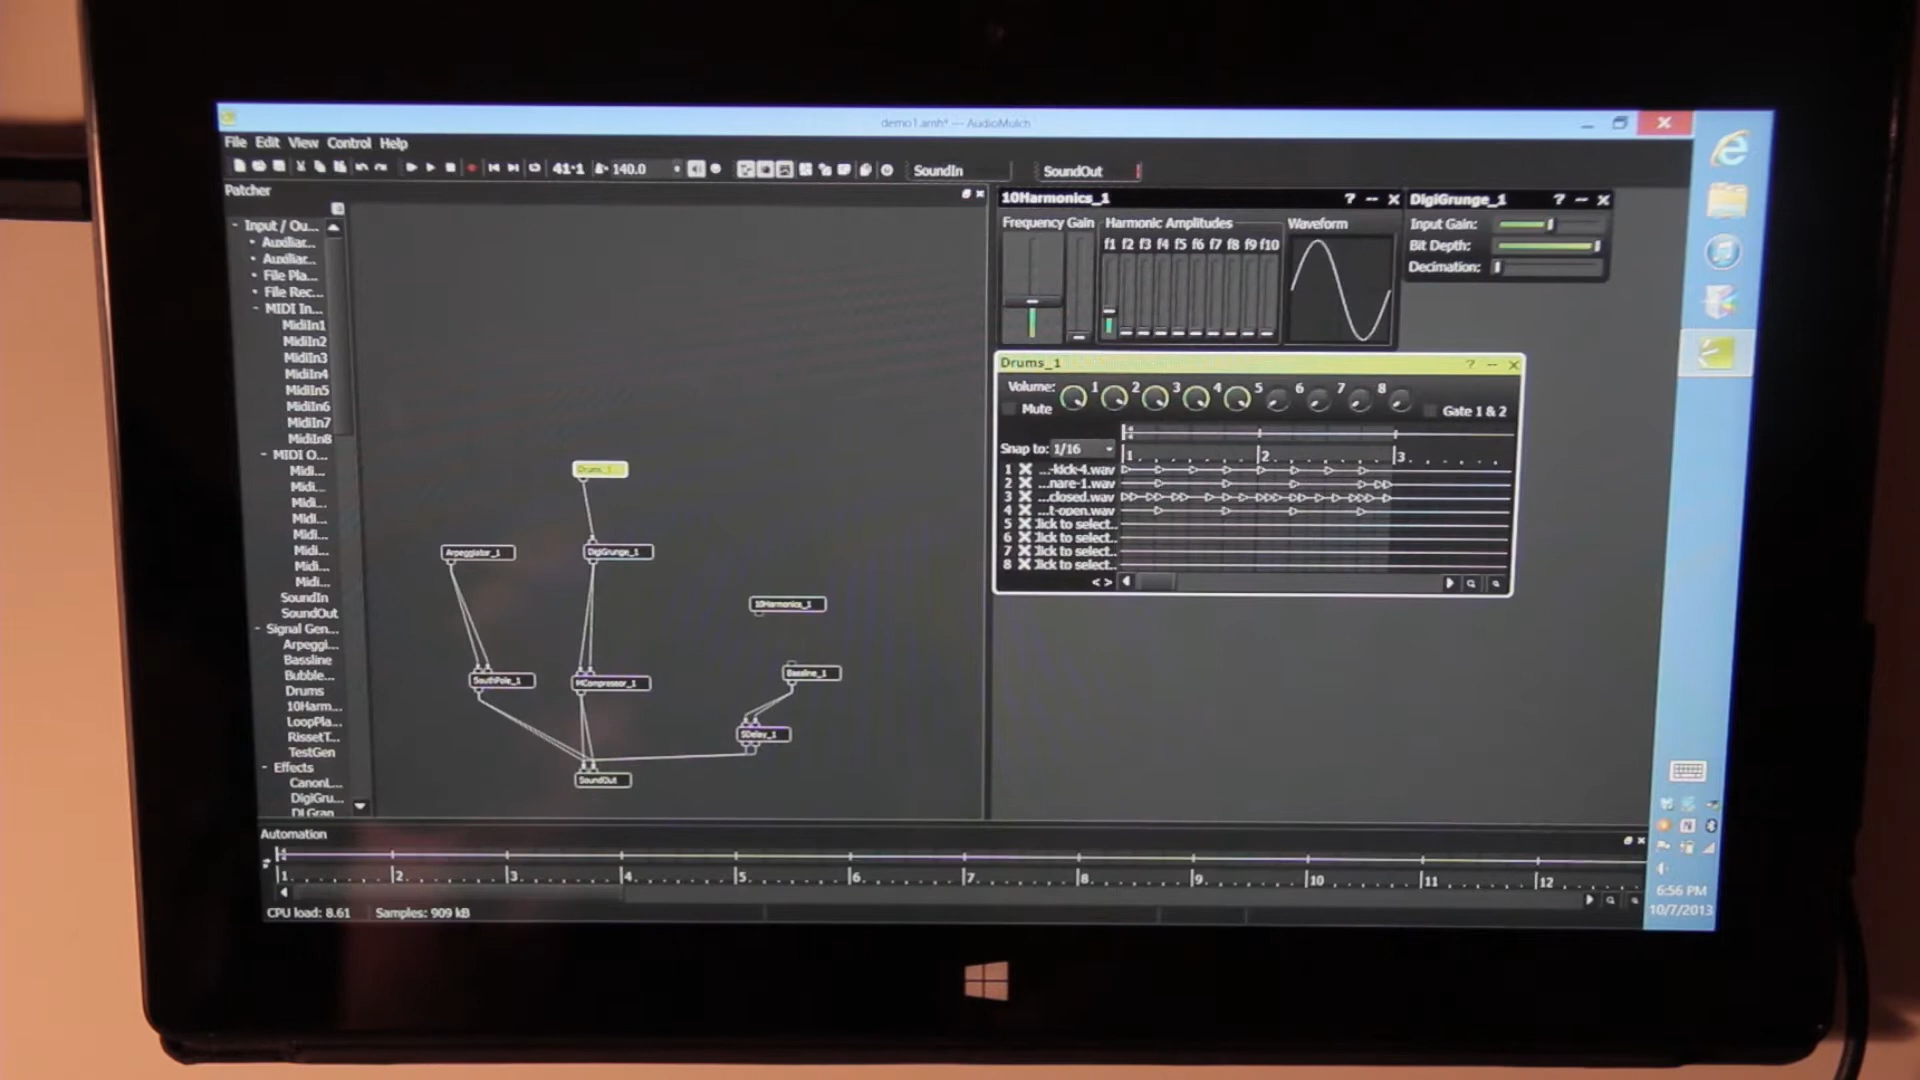 demo1.amh* — AudioMulch
File Edit View Control Help
41·1 140.0 SoundIn SoundOut
Patcher
Input / Ou...
Auxiliar...
Auxiliar...
File Pla...
File Rec...
MIDI In...
MidiIn1
MidiIn2
MidiIn3
MidiIn4
MidiIn5
MidiIn6
MidiIn7
MidiIn8
MIDI O...
Midi...
Midi...
Midi...
Midi...
Midi...
Midi...
Midi...
Midi...
SoundIn
SoundOut
Signal Gen...
Arpeggi...
Bassline
Bubble...
Drums
10Harm...
LoopPla...
RissetT...
TestGen
Effects
CanonL...
DigiGru...
DLGran
Drums_1
Arpeggiator_1
DigiGrunge_1
10Harmonics_1
SouthPole_1
MCompressor_1
Bassline_1
SDelay_1
SoundOut
10Harmonics_1 ?
Frequency Gain Harmonic Amplitudes Waveform
f1 f2 f3 f4 f5 f6 f7 f8 f9 f10
DigiGrunge_1 ?
Input Gain:
Bit Depth:
Decimation:
Drums_1 ?
Volume: 1 2 3 4 5 6 7 8
Mute Gate 1 & 2
Snap to: 1/16
1 2 3
1 X ...-kick-4.wav
2 X ...nare-1.wav
3 X ...closed.wav
4 X ...t-open.wav
5 X lick to select..
6 X lick to select..
7 X lick to select..
8 X lick to select..
< >
Automation
1 2 3 4 5 6 7 8 9 10 11 12
CPU load: 8.61 Samples: 909 kB
6:56 PM
10/7/2013